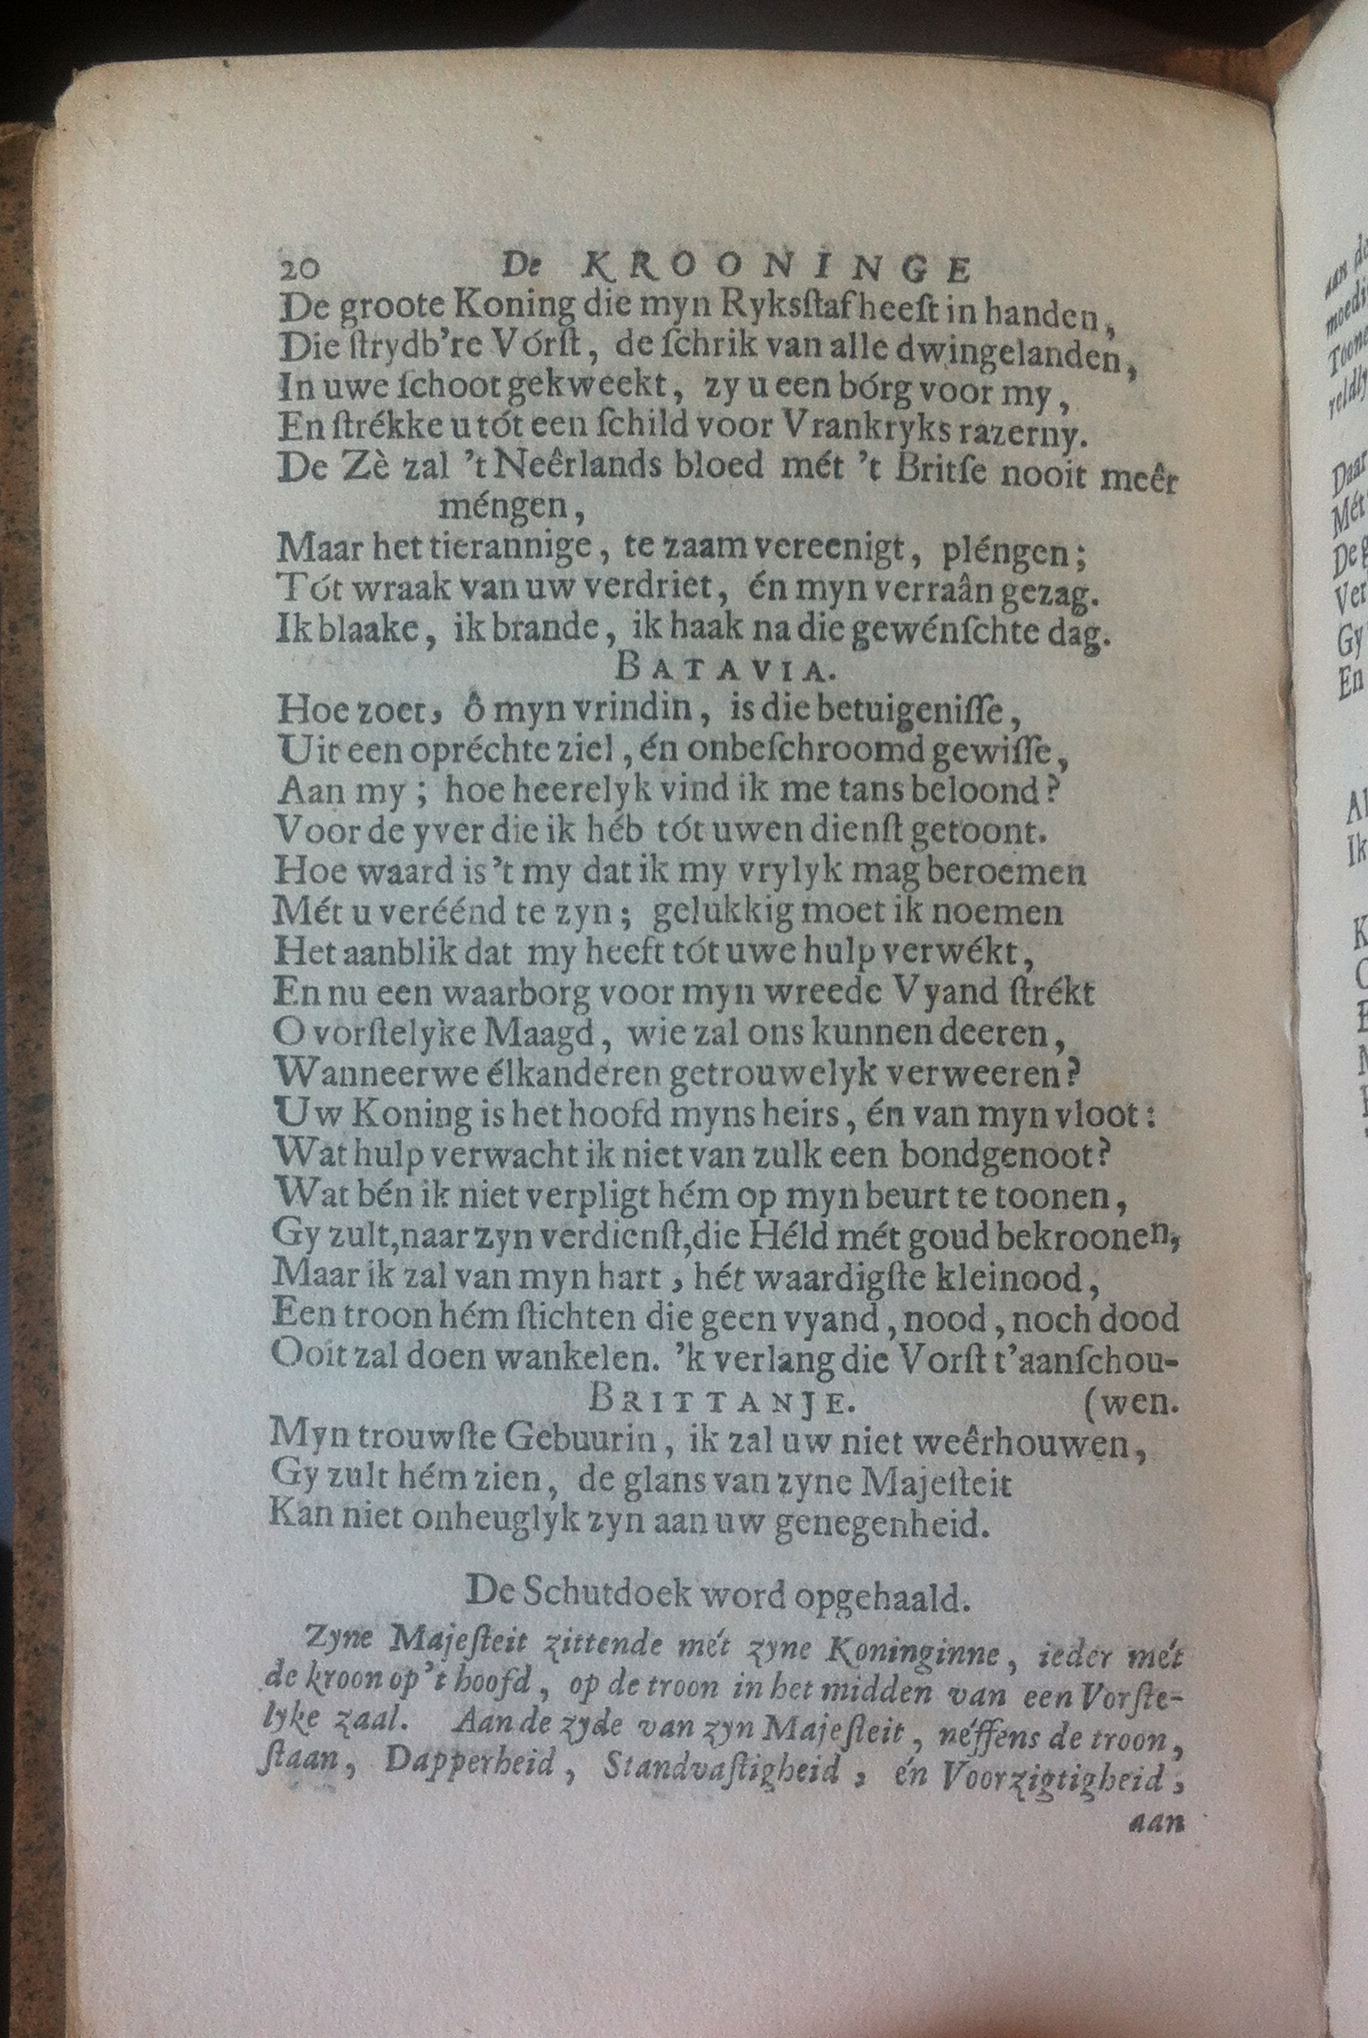 20 De KROONINGE
De groote Koning die myn Ryksſtaf heeft in handen,
Die ſtrydb're Vórſt, de ſchrik van alle dwingelanden,
In uwe ſchoot gekweekt, zy u een bórg voor my,
En ſtrékke u tót een ſchild voor Vrankryks razerny.
De Zè zal 't Neêrlands bloed mét 't Britſe nooit meêr
méngen,
Maar het tierannige, te zaam vereenigt, pléngen;
Tót wraak van uw verdriet, én myn verraân gezag.
Ik blaake, ik brande, ik haak na die gewénſchte dag.
BATAVIA.
Hoe zoet, ô myn vrindin, is die betuigeniſſe,
Uit een opréchte ziel, én onbeſchroomd gewiſſe,
Aan my; hoe heerelyk vind ik me tans beloond?
Voor de yver die ik héb tót uwen dienſt getoont.
Hoe waard is 't my dat ik my vrylyk mag beroemen
Mét u veréénd te zyn; gelukkig moet ik noemen
Het aanblik dat my heeft tót uwe hulp verwékt,
En nu een waarborg voor myn wreede Vyand ſtrékt
O vorſtelyke Maagd, wie zal ons kunnen deeren,
Wanneer we élkanderen getrouwelyk verweeren?
Uw Koning is het hoofd myns heirs, én van myn vloot:
Wat hulp verwacht ik niet van zulk een bondgenoot?
Wat bén ik niet verpligt hém op myn beurt te toonen,
Gy zult, naar zyn verdienſt, die Héld mét goud bekroonen,
Maar ik zal van myn hart, hét waardigſte kleinood,
Een troon hém ſtichten die geen vyand, nood, noch dood
Ooit zal doen wankelen. 'k verlang die Vorſt t'aanſchou-
BRITTANJE. (wen.
Myn trouwſte Gebuurin, ik zal uw niet weêrhouwen,
Gy zult hém zien, de glans van zyne Majeſteit
Kan niet onheuglyk zyn aan uw genegenheid.
De Schutdoek word opgehaald.
Zyne Majeſteit zittende mét zyne Koninginne, ieder mét
de kroon op 't hoofd, op de troon in het midden van een Vorſte-
lyke zaal. Aan de zyde van zyn Majeſteit, néffens de troon,
ſtaan, Dapperheid, Standvaſtigheid, én Voorzigtigheid,
aan